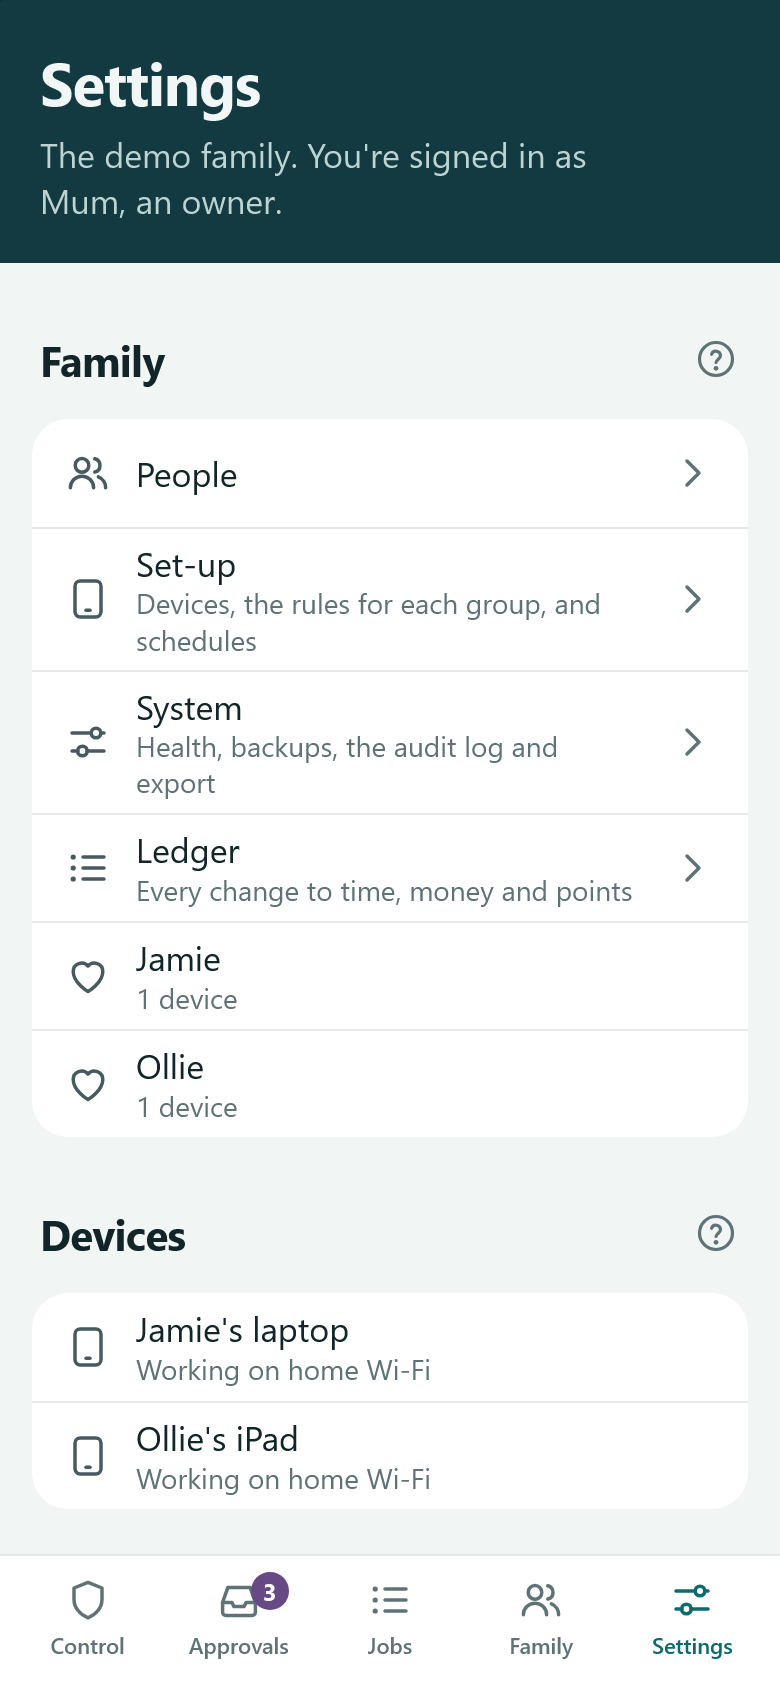 Settings
The demo family. You're signed in as
Mum, an owner.
Family
People
Set-up
Devices, the rules for each group, and
schedules
System
Health, backups, the audit log and
export
Ledger
Every change to time, money and points
Jamie
1 device
Ollie
1 device
Devices
Jamie's laptop
Working on home Wi-Fi
Ollie's iPad
Working on home Wi-Fi
3
Control
Approvals
Jobs
Family
Settings